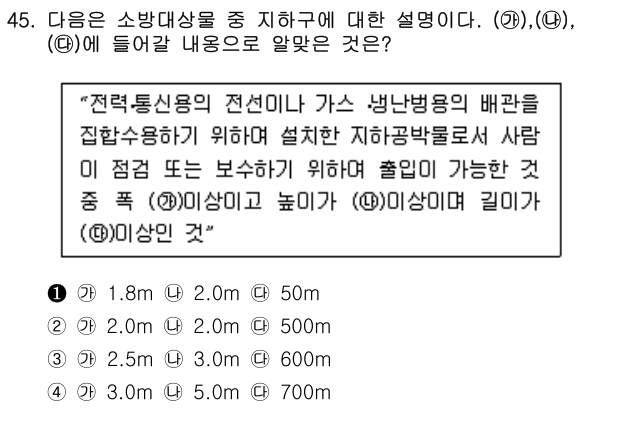 45. 다음은 소방대상물 중 지하구에 대한 설명이다. (㉮),(㉯),
(㉰)에 들어갈 내용으로 알맞은 것은?
"전력·통신용의 전선이나 가스·냉난방용의 배관을
집합수용하기 위하여 설치한 지하공작물로서 사람
이 점검 또는 보수하기 위하여 출입이 가능한 것
중 폭 (㉮)이상이고 높이가 (㉯)이상이며 길이가
(㉰)이상인 것"
❶ ㉮ 1.8m ㉯ 2.0m ㉰ 50m
② ㉮ 2.0m ㉯ 2.0m ㉰ 500m
③ ㉮ 2.5m ㉯ 3.0m ㉰ 600m
④ ㉮ 3.0m ㉯ 5.0m ㉰ 700m